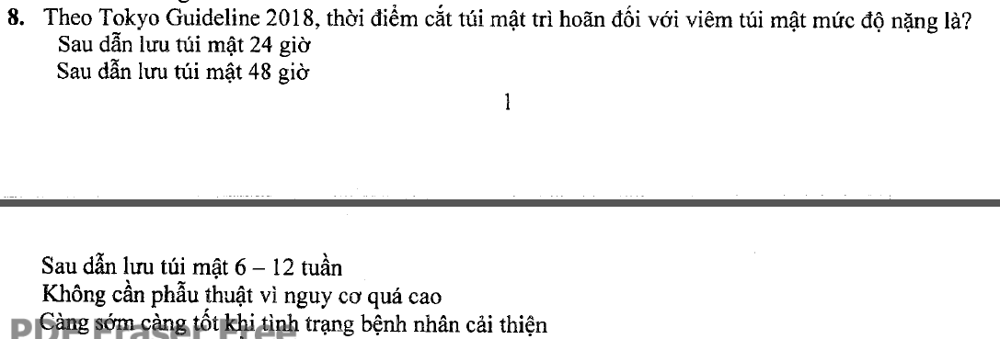 8. Theo Tokyo Guideline 2018, thời điểm cắt túi mật trì hoãn đối với viêm túi mật mức độ nặng là?
Sau dẫn lưu túi mật 24 giờ
Sau dẫn lưu túi mật 48 giờ
1
Sau dẫn lưu túi mật 6 – 12 tuần
Không cần phẫu thuật vì nguy cơ quá cao
Càng sớm càng tốt khi tình trạng bệnh nhân cải thiện
PDF Eraser Free